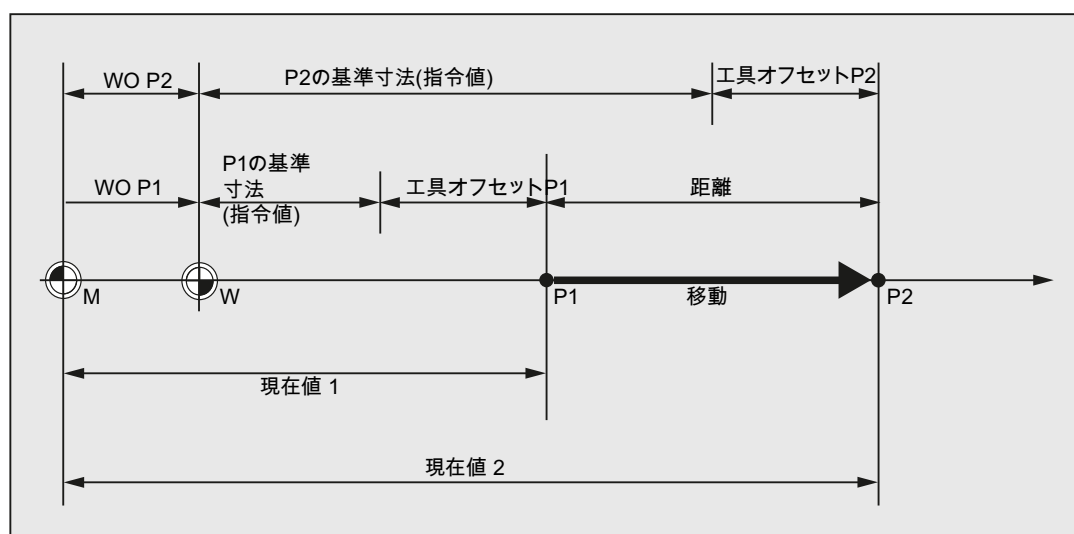 WO P2
P2の基準寸法(指令値)
工具オフセットP2
WO P1
P1の基準
寸法
(指令値)
工具オフセットP1
距離
M
W
P1
移動
P2
現在値 1
現在値 2